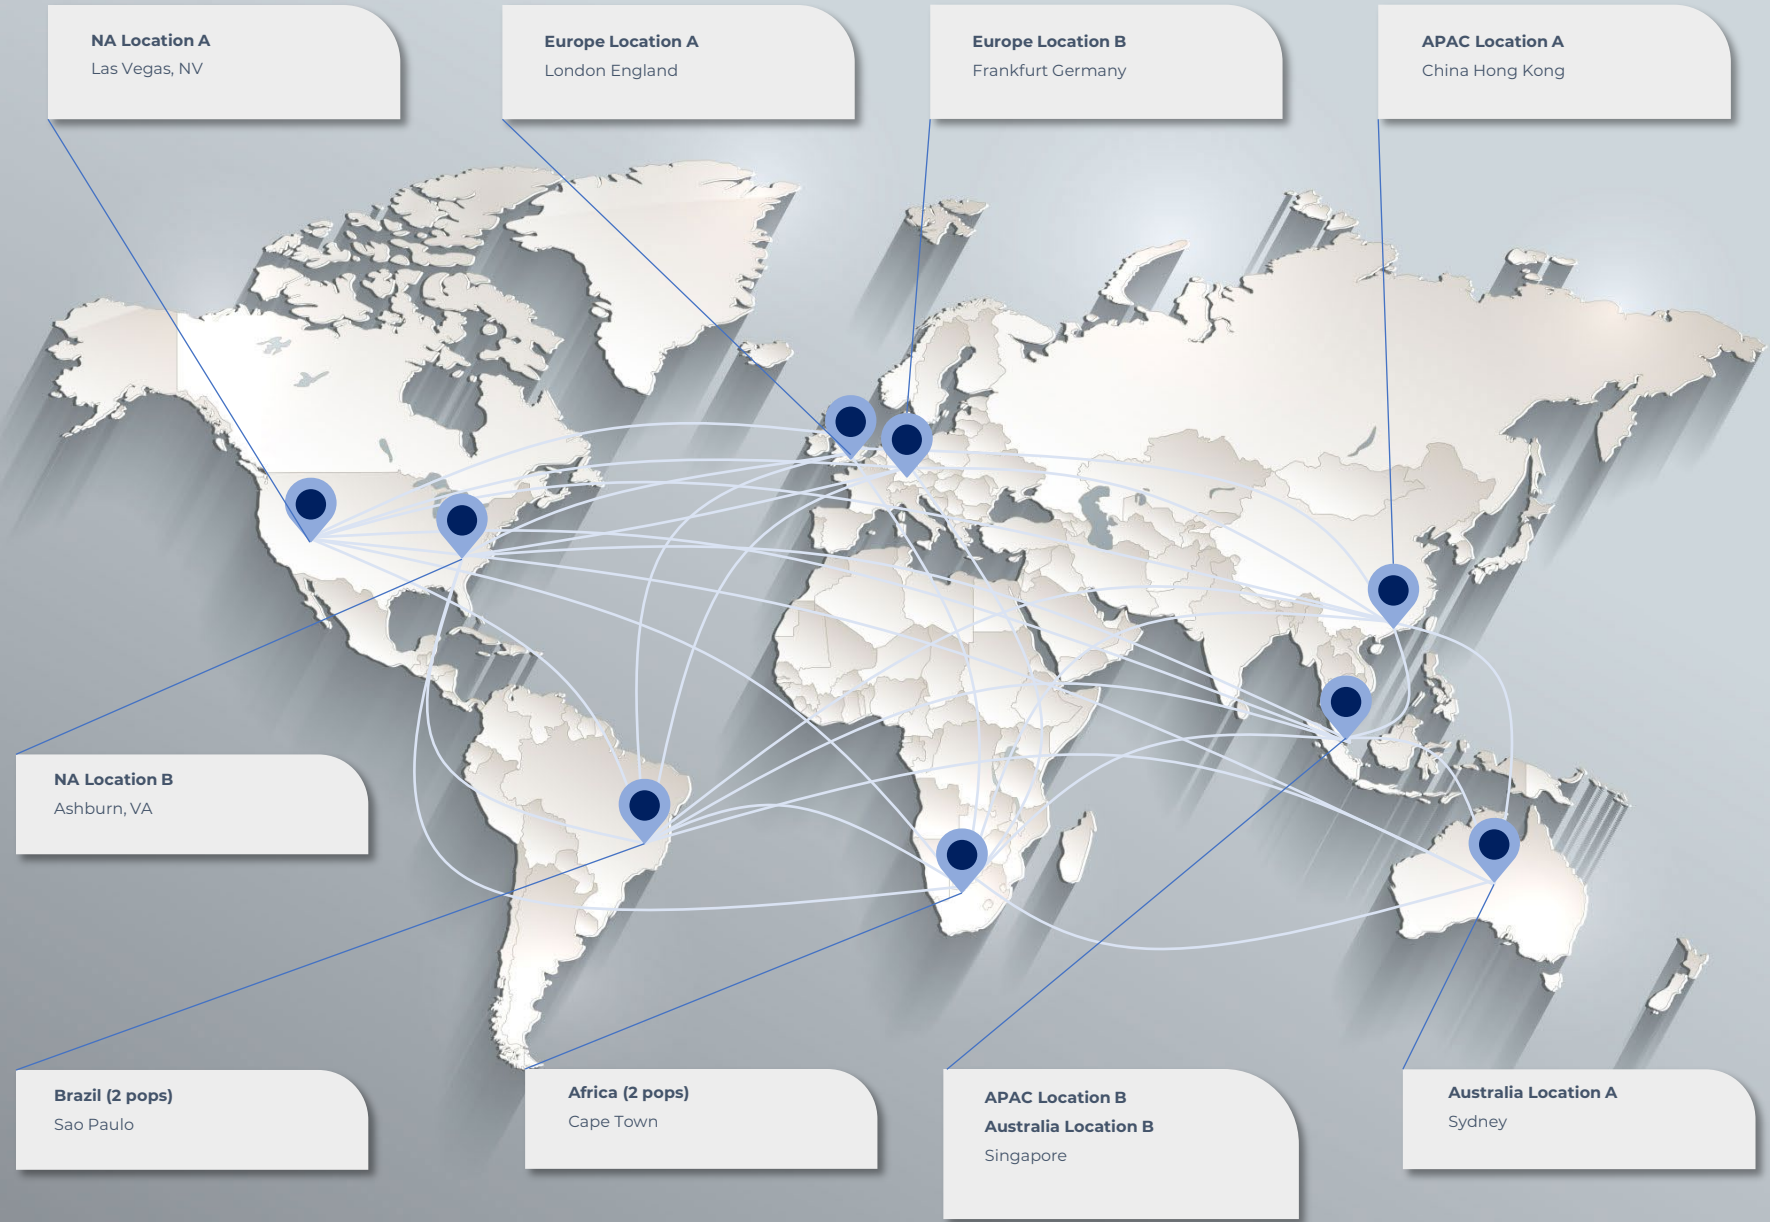 NA Location A
Las Vegas, NV
Europe Location A
London England
Europe Location B
Frankfurt Germany
APAC Location A
China Hong Kong
NA Location B
Ashburn, VA
Brazil (2 pops)
Sao Paulo
Africa (2 pops)
Cape Town
APAC Location B
Australia Location B
Singapore
Australia Location A
Sydney